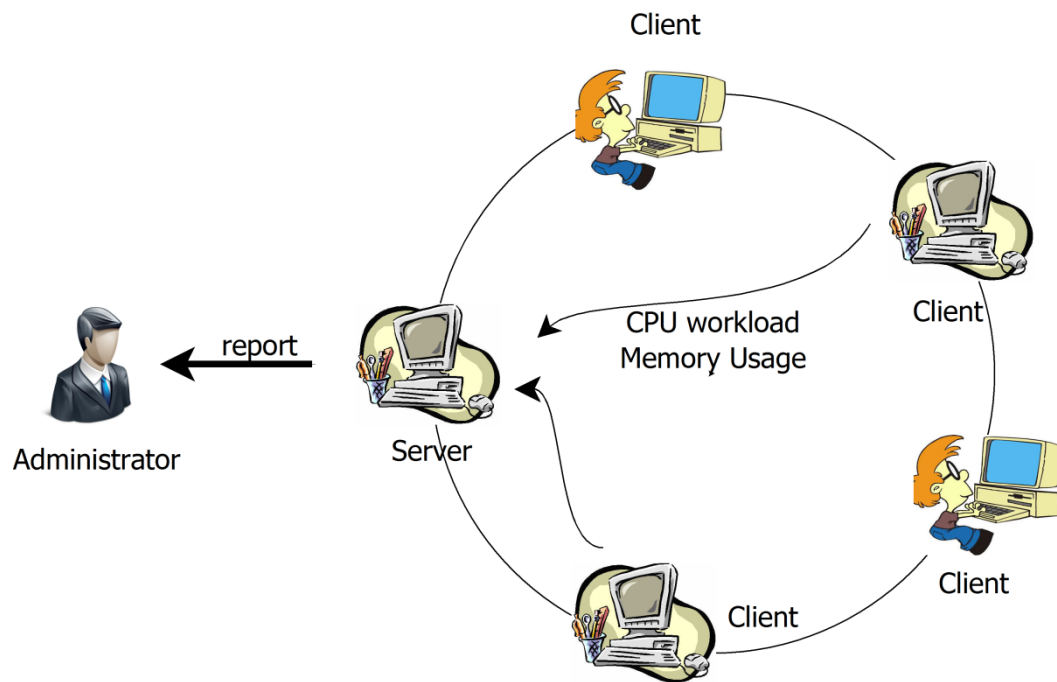 Client
Client
CPU workload
Memory Usage
report
Server
Administrator
Client
Client